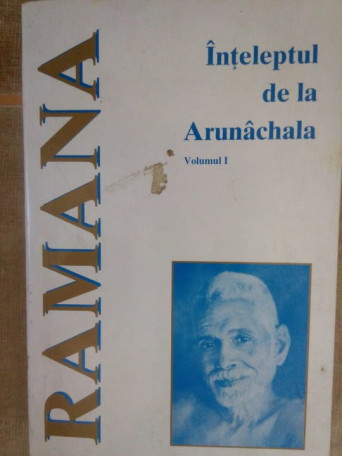 RAMANA
Înțeleptul
de la
Arunâchala
Volumul I